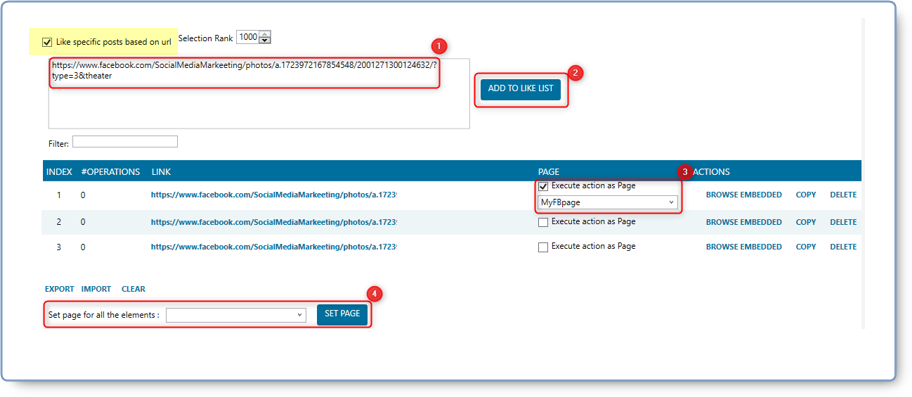 Like specific posts based on url Selection Rank 1000
1
https://www.facebook.com/SocialMediaMarkeeting/photos/a.1723972167854548/2001271300124632/?
type=3&theater
2
ADD TO LIKE LIST
Filter:
3
INDEX #OPERATIONS LINK PAGE ACTIONS
Execute action as Page
1 0 https://www.facebook.com/SocialMediaMarkeeting/photos/a.1723 BROWSE EMBEDDED COPY DELETE
MyFBpage
2 0 https://www.facebook.com/SocialMediaMarkeeting/photos/a.1723 Execute action as Page BROWSE EMBEDDED COPY DELETE
3 0 https://www.facebook.com/SocialMediaMarkeeting/photos/a.1723 Execute action as Page BROWSE EMBEDDED COPY DELETE
EXPORT IMPORT CLEAR
4
Set page for all the elements : SET PAGE